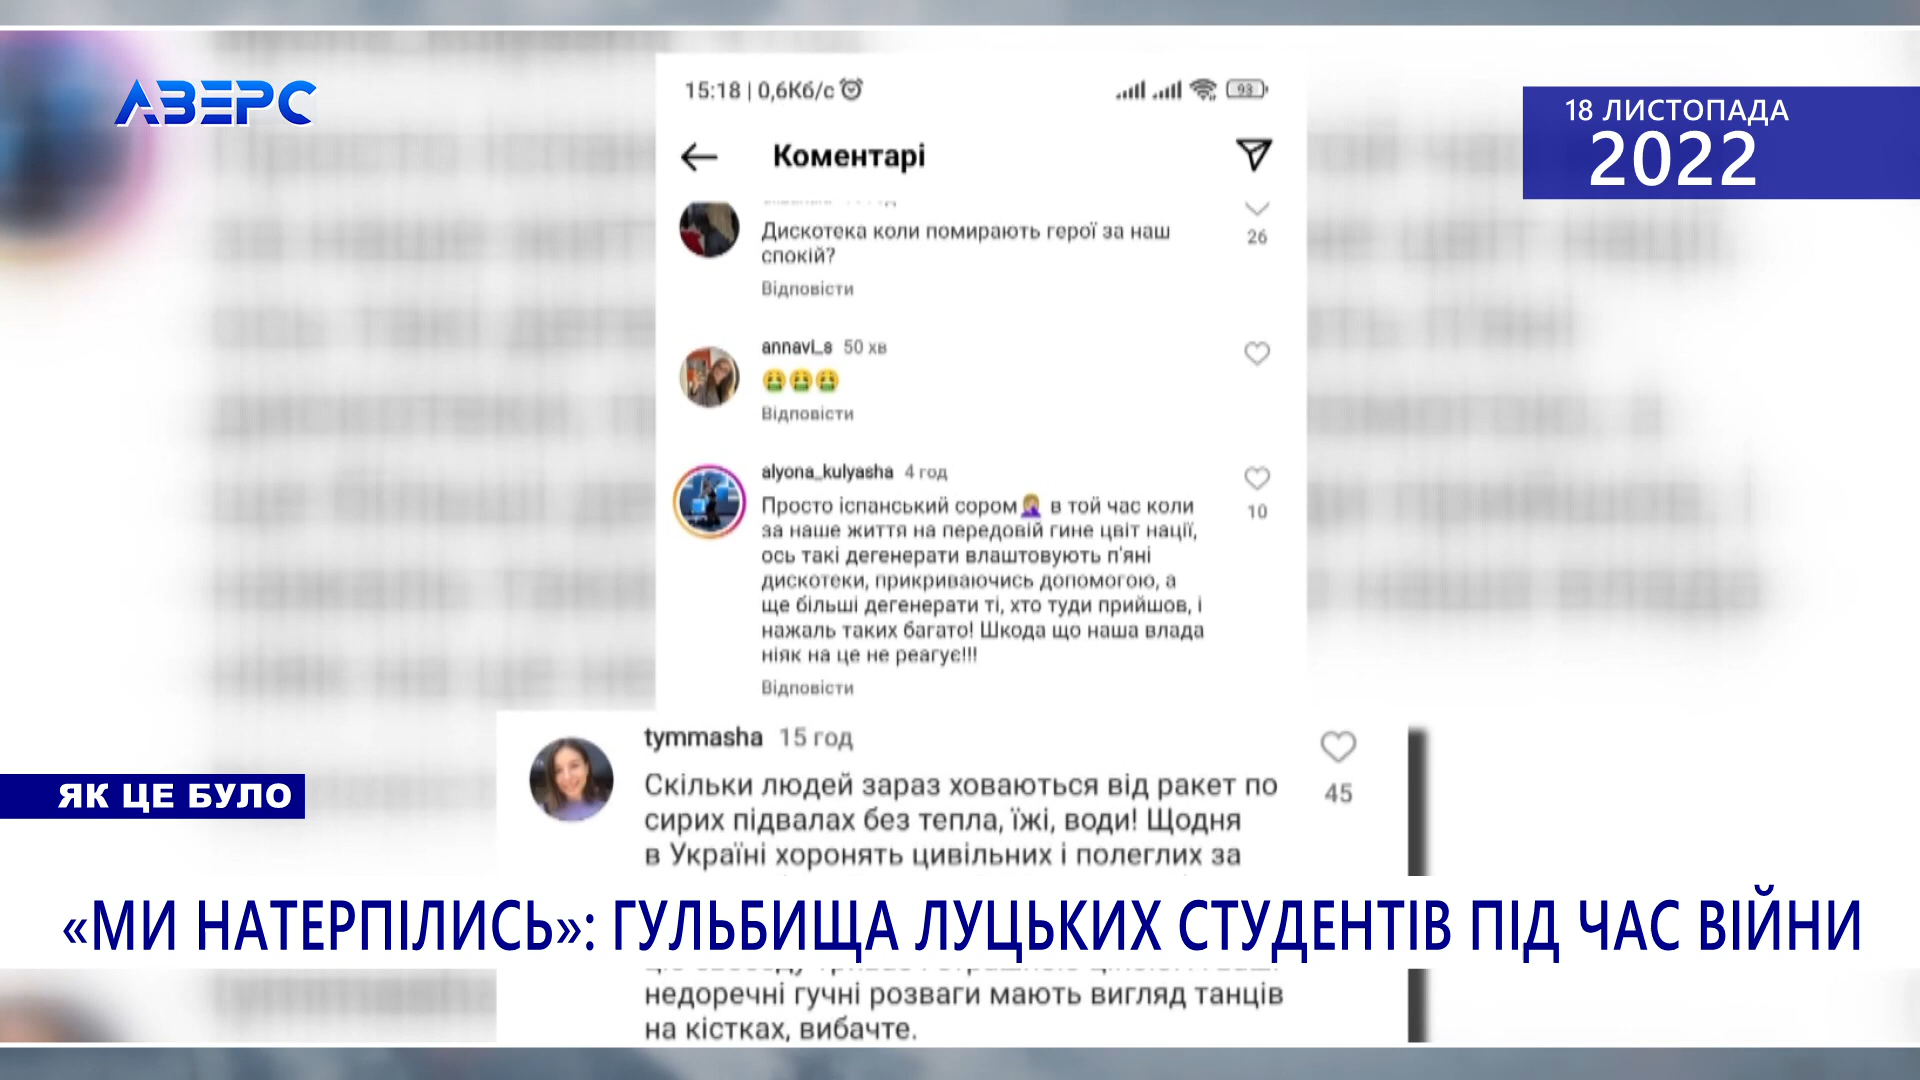 АВЕРС
18 ЛИСТОПАДА
2022
15:18 | 0,6Кб/с
93
Коментарі
Дискотека коли помирають герої за наш
спокій?
26
Відповісти
annavi_s 50 хв
Відповісти
alyona_kulyasha 4 год
Просто іспанський сором в той час коли
за наше життя на передовій гине цвіт нації,
ось такі дегенерати влаштовують п'яні
дискотеки, прикриваючись допомогою, а
ще більші дегенерати ті, хто туди прийшов, і
нажаль таких багато! Шкода що наша влада
ніяк на це не реагує!!!
10
Відповісти
tymmasha 15 год
Скільки людей зараз ховаються від ракет по
сирих підвалах без тепла, їжі, води! Щодня
в Україні хоронять цивільних і полеглих за
45
ЯК ЦЕ БУЛО
«МИ НАТЕРПІЛИСЬ»: ГУЛЬБИЩА ЛУЦЬКИХ СТУДЕНТІВ ПІД ЧАС ВІЙНИ
недоречні гучні розваги мають вигляд танців
на кістках, вибачте.